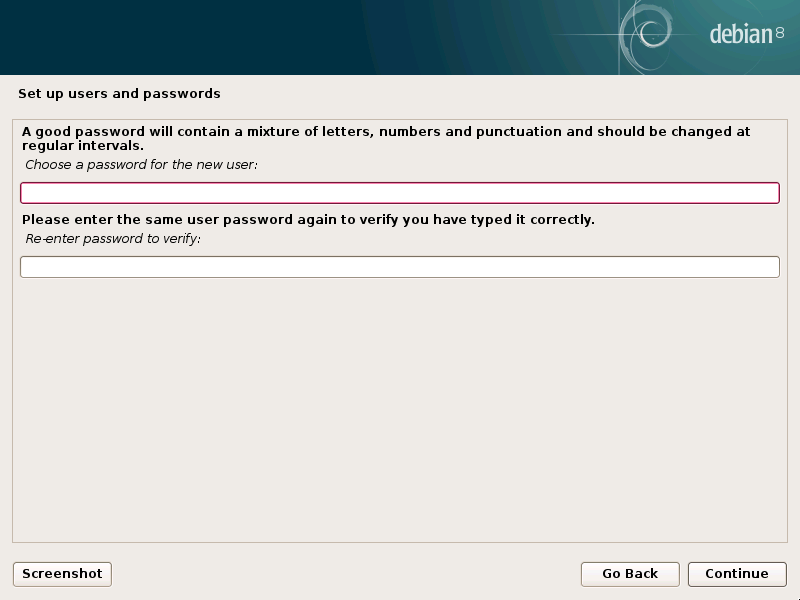 debian 8
Set up users and passwords
A good password will contain a mixture of letters, numbers and punctuation and should be changed at
regular intervals.
Choose a password for the new user:
Please enter the same user password again to verify you have typed it correctly.
Re-enter password to verify:
Screenshot
Go Back
Continue